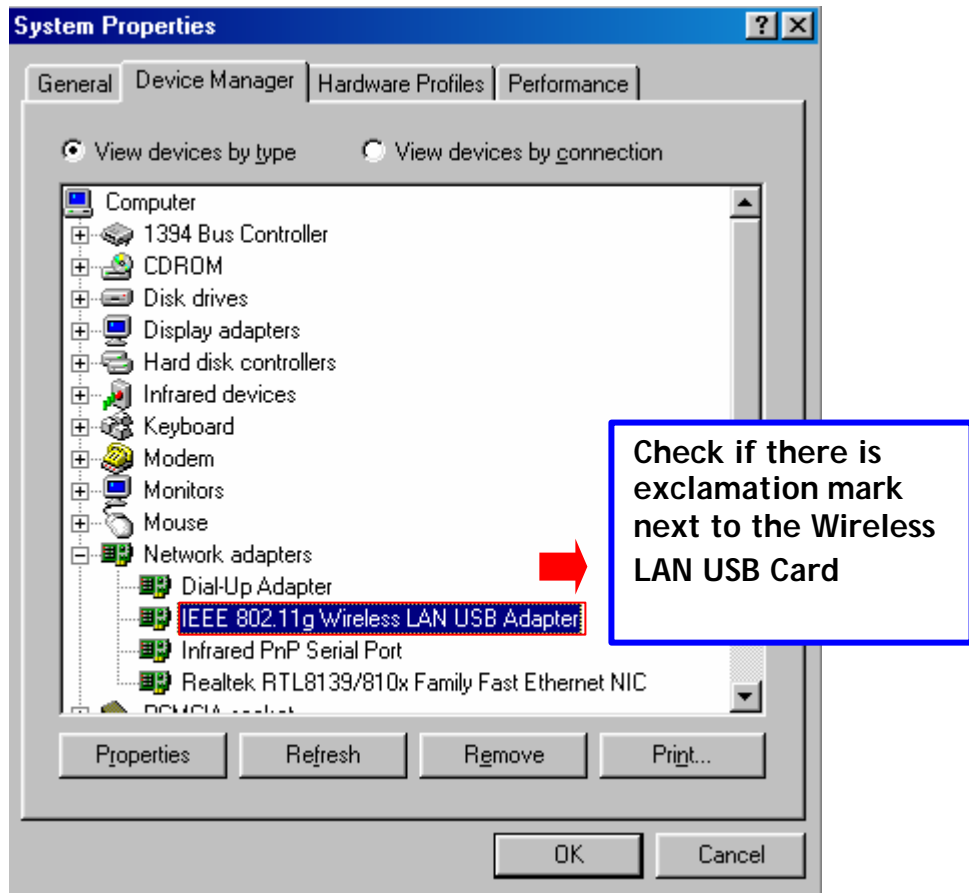 System Properties
General Device Manager Hardware Profiles Performance
View devices by type View devices by connection
Computer
1394 Bus Controller
CDROM
Disk drives
Display adapters
Hard disk controllers
Infrared devices
Keyboard
Modem
Monitors
Mouse
Network adapters
Dial-Up Adapter
IEEE 802.11g Wireless LAN USB Adapter
Infrared PnP Serial Port
Realtek RTL8139/810x Family Fast Ethernet NIC
PCMCIA socket
Check if there is
exclamation mark
next to the Wireless
LAN USB Card
Properties Refresh Remove Print...
OK Cancel